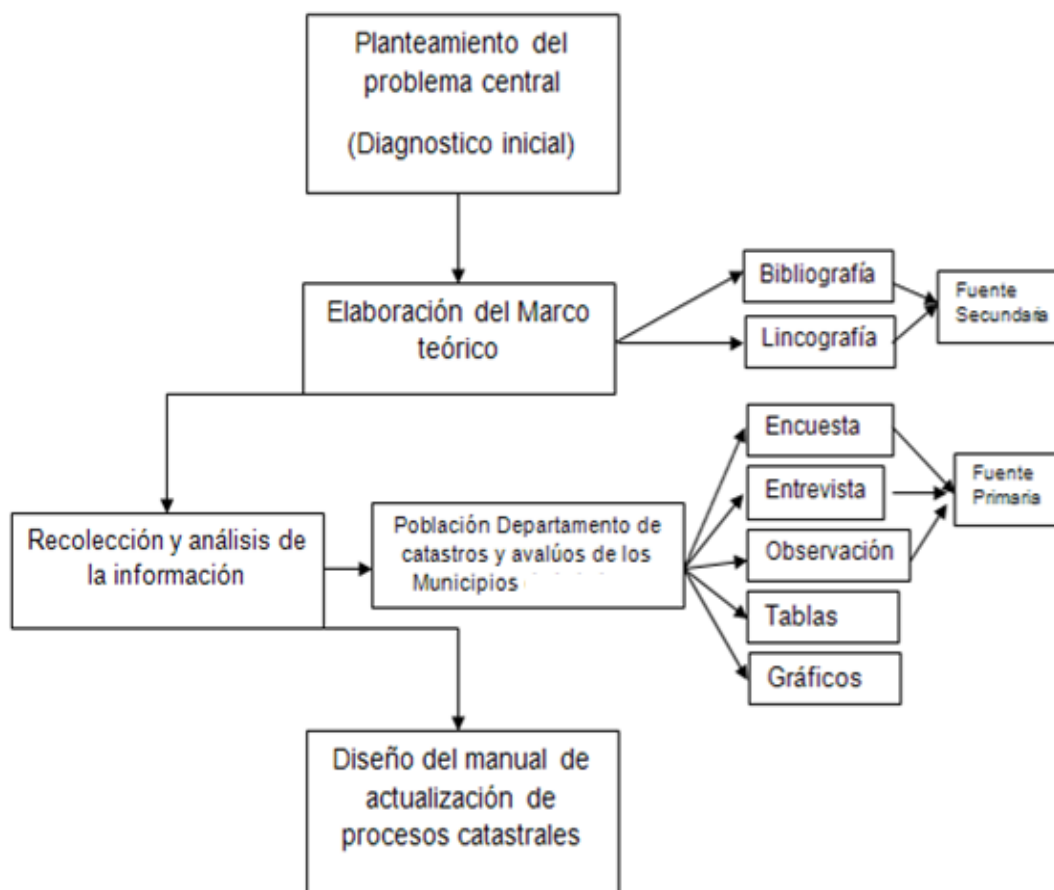 Planteamiento del
problema central
(Diagnostico inicial)
Elaboración del Marco
teórico
Bibliografía
Lincografía
Fuente
Secundaria
Recolección y análisis de
la información
Población Departamento de
catastros y avalúos de los
Municipios
Encuesta
Entrevista
Observación
Tablas
Gráficos
Fuente
Primaria
Diseño del manual de
actualización de
procesos catastrales